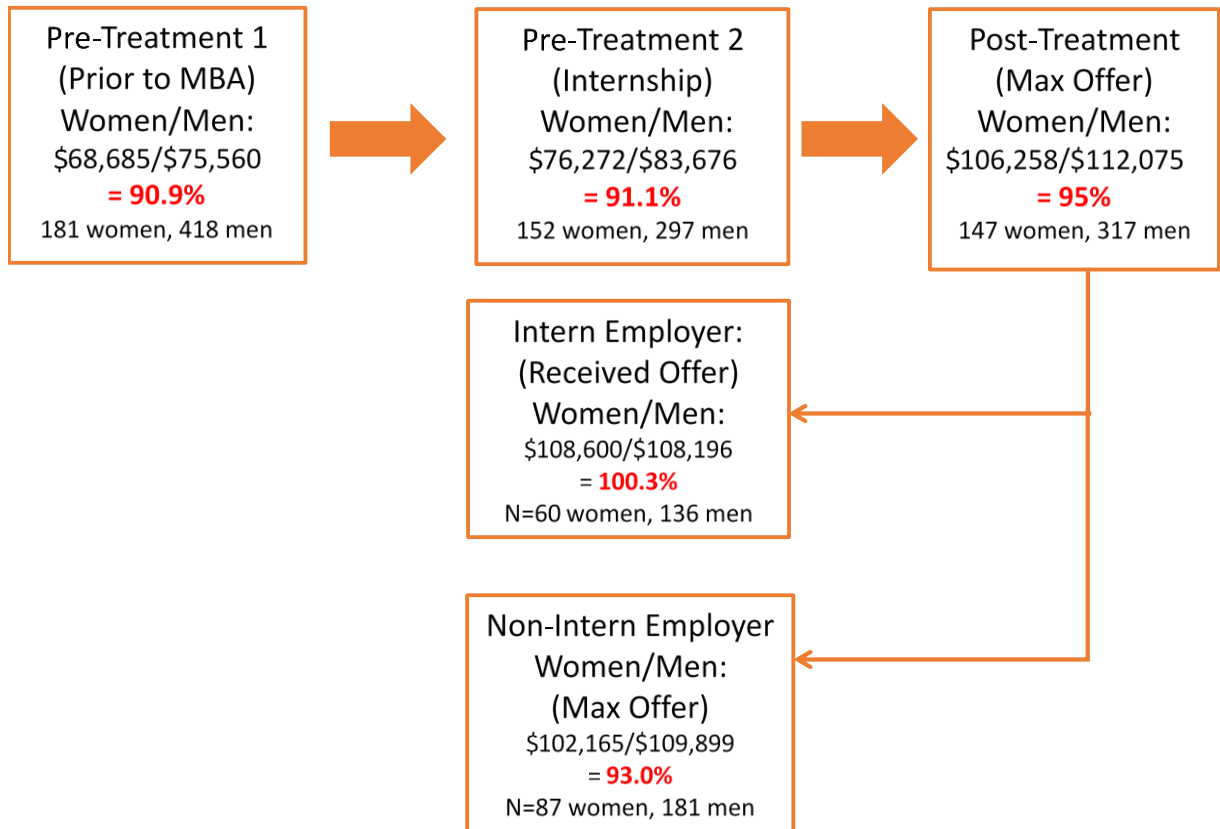 Pre-Treatment 1
(Prior to MBA)
Women/Men:
$68,685/$75,560
= 90.9%
181 women, 418 men
Pre-Treatment 2
(Internship)
Women/Men:
$76,272/$83,676
= 91.1%
152 women, 297 men
Post-Treatment
(Max Offer)
Women/Men:
$106,258/$112,075
= 95%
147 women, 317 men
Intern Employer:
(Received Offer)
Women/Men:
$108,600/$108,196
= 100.3%
N=60 women, 136 men
Non-Intern Employer
Women/Men:
(Max Offer)
$102,165/$109,899
= 93.0%
N=87 women, 181 men